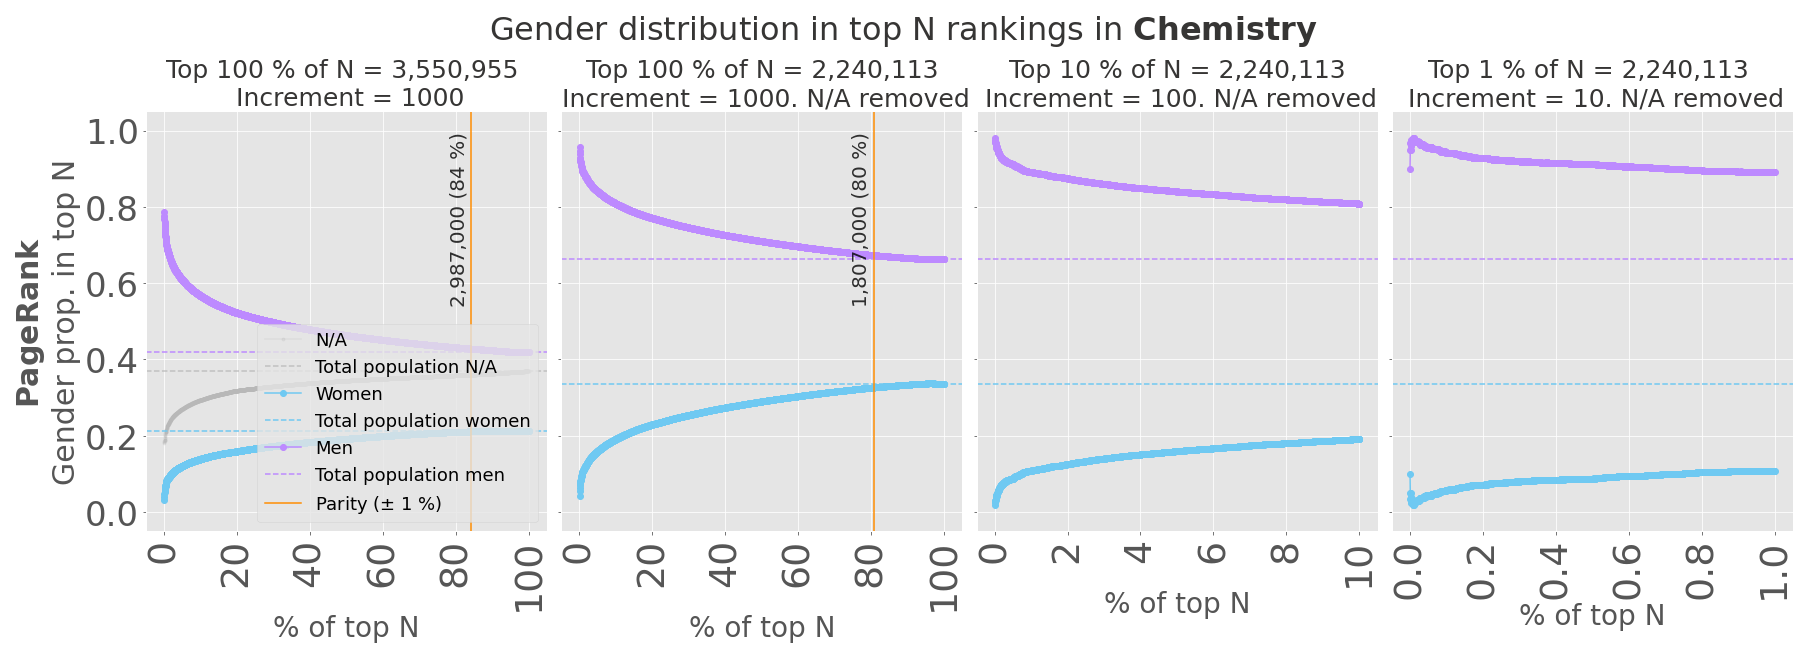 Gender distribution in top N rankings in Chemistry
Top 100 % of N = 3,550,955
Increment = 1000
Top 100 % of N = 2,240,113
Increment = 1000. N/A removed
Top 10 % of N = 2,240,113
Increment = 100. N/A removed
Top 1 % of N = 2,240,113
Increment = 10. N/A removed
PageRank
Gender prop. in top N
1.0
0.8
0.6
0.4
0.2
0.0
2,987,000 (84 %)
N/A
Total population N/A
Women
Total population women
Men
Total population men
Parity (± 1 %)
1,807,000 (80 %)
0 20 40 60 80 100
0 20 40 60 80 100
0 2 4 6 8 10
0.0 0.2 0.4 0.6 0.8 1.0
% of top N
% of top N
% of top N
% of top N